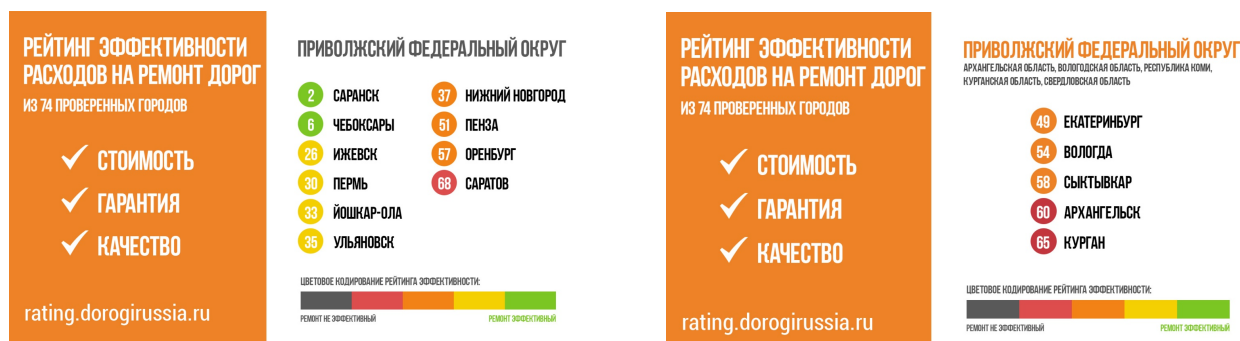 РЕЙТИНГ ЭФФЕКТИВНОСТИ
РАСХОДОВ НА РЕМОНТ ДОРОГ
ИЗ 74 ПРОВЕРЕННЫХ ГОРОДОВ
СТОИМОСТЬ
ГАРАНТИЯ
КАЧЕСТВО
rating.dorogirussia.ru
ПРИВОЛЖСКИЙ ФЕДЕРАЛЬНЫЙ ОКРУГ
2 САРАНСК
6 ЧЕБОКСАРЫ
26 ИЖЕВСК
30 ПЕРМЬ
33 ЙОШКАР-ОЛА
35 УЛЬЯНОВСК
37 НИЖНИЙ НОВГОРОД
51 ПЕНЗА
57 ОРЕНБУРГ
68 САРАТОВ
ЦВЕТОВОЕ КОДИРОВАНИЕ РЕЙТИНГА ЭФФЕКТИВНОСТИ:
РЕМОНТ НЕ ЭФФЕКТИВНЫЙ
РЕМОНТ ЭФФЕКТИВНЫЙ
РЕЙТИНГ ЭФФЕКТИВНОСТИ
РАСХОДОВ НА РЕМОНТ ДОРОГ
ИЗ 74 ПРОВЕРЕННЫХ ГОРОДОВ
СТОИМОСТЬ
ГАРАНТИЯ
КАЧЕСТВО
rating.dorogirussia.ru
ПРИВОЛЖСКИЙ ФЕДЕРАЛЬНЫЙ ОКРУГ
АРХАНГЕЛЬСКАЯ ОБЛАСТЬ, ВОЛОГОДСКАЯ ОБЛАСТЬ, РЕСПУБЛИКА КОМИ,
КУРГАНСКАЯ ОБЛАСТЬ, СВЕРДЛОВСКАЯ ОБЛАСТЬ
49 ЕКАТЕРИНБУРГ
54 ВОЛОГДА
58 СЫКТЫВКАР
60 АРХАНГЕЛЬСК
65 КУРГАН
ЦВЕТОВОЕ КОДИРОВАНИЕ РЕЙТИНГА ЭФФЕКТИВНОСТИ:
РЕМОНТ НЕ ЭФФЕКТИВНЫЙ
РЕМОНТ ЭФФЕКТИВНЫЙ